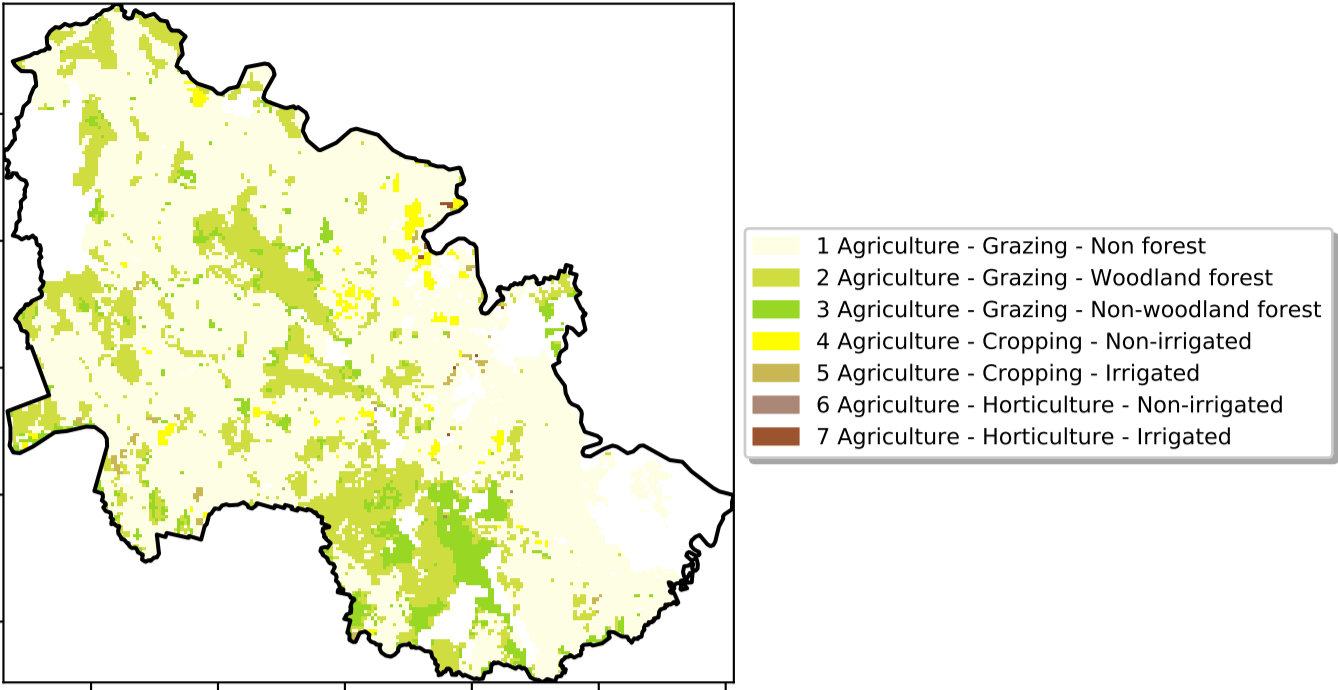 1 Agriculture - Grazing - Non forest
2 Agriculture - Grazing - Woodland forest
3 Agriculture - Grazing - Non-woodland forest
4 Agriculture - Cropping - Non-irrigated
5 Agriculture - Cropping - Irrigated
6 Agriculture - Horticulture - Non-irrigated
7 Agriculture - Horticulture - Irrigated